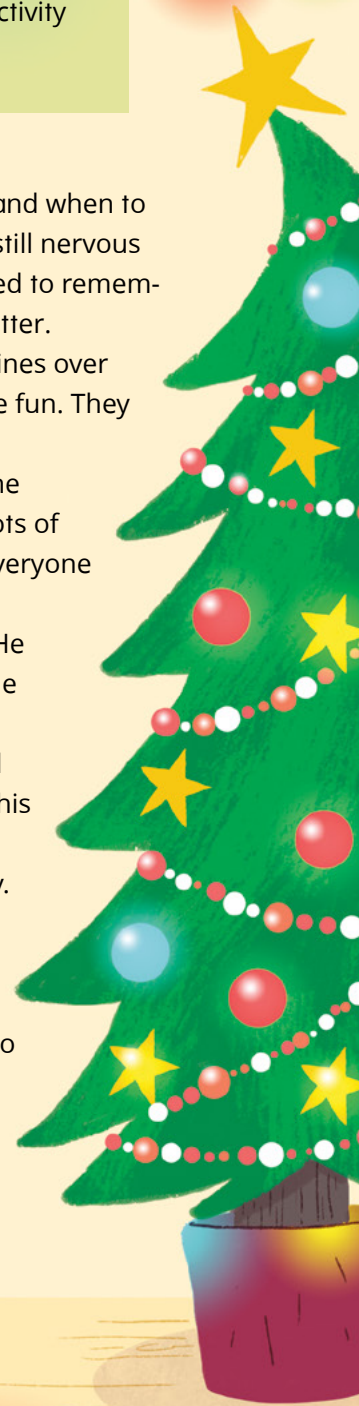 ctivity
and when to
still nervous
ed to remem-
tter.
ines over
e fun. They
ne
ots of
veryone
He
e
his
y.
o